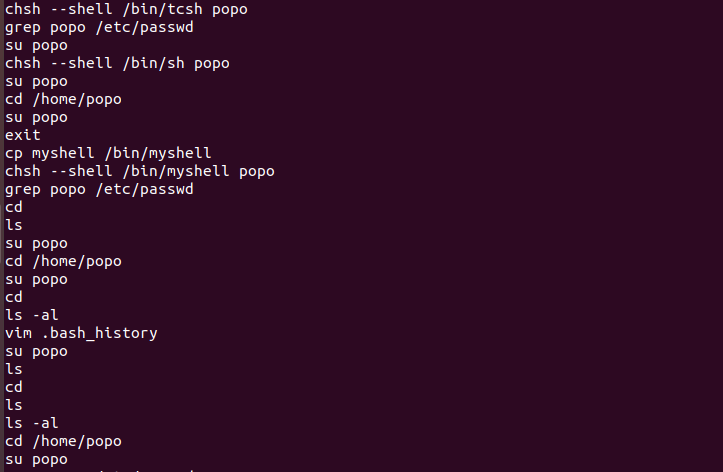 chsh --shell /bin/tcsh popo
grep popo /etc/passwd
su popo
chsh --shell /bin/sh popo
su popo
cd /home/popo
su popo
exit
cp myshell /bin/myshell
chsh --shell /bin/myshell popo
grep popo /etc/passwd
cd
ls
su popo
cd /home/popo
su popo
cd
ls -al
vim .bash_history
su popo
ls
cd
ls
ls -al
cd /home/popo
su popo